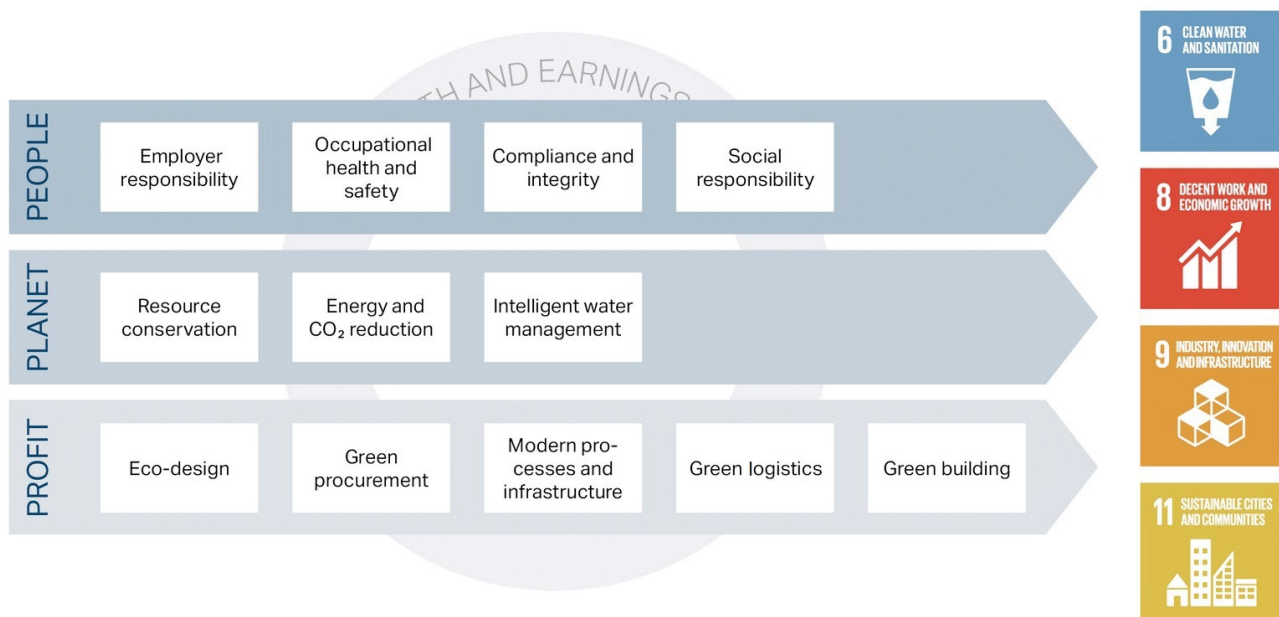 TH AND EARNINGS
PEOPLE
Employer
responsibility
Occupational
health and
safety
Compliance and
integrity
Social
responsibility
PLANET
Resource
conservation
Energy and
CO₂ reduction
Intelligent water
management
PROFIT
Eco-design
Green
procurement
Modern pro-
cesses and
infrastructure
Green logistics
Green building
6 CLEAN WATER
AND SANITATION
8 DECENT WORK AND
ECONOMIC GROWTH
9 INDUSTRY, INNOVATION
AND INFRASTRUCTURE
11 SUSTAINABLE CITIES
AND COMMUNITIES